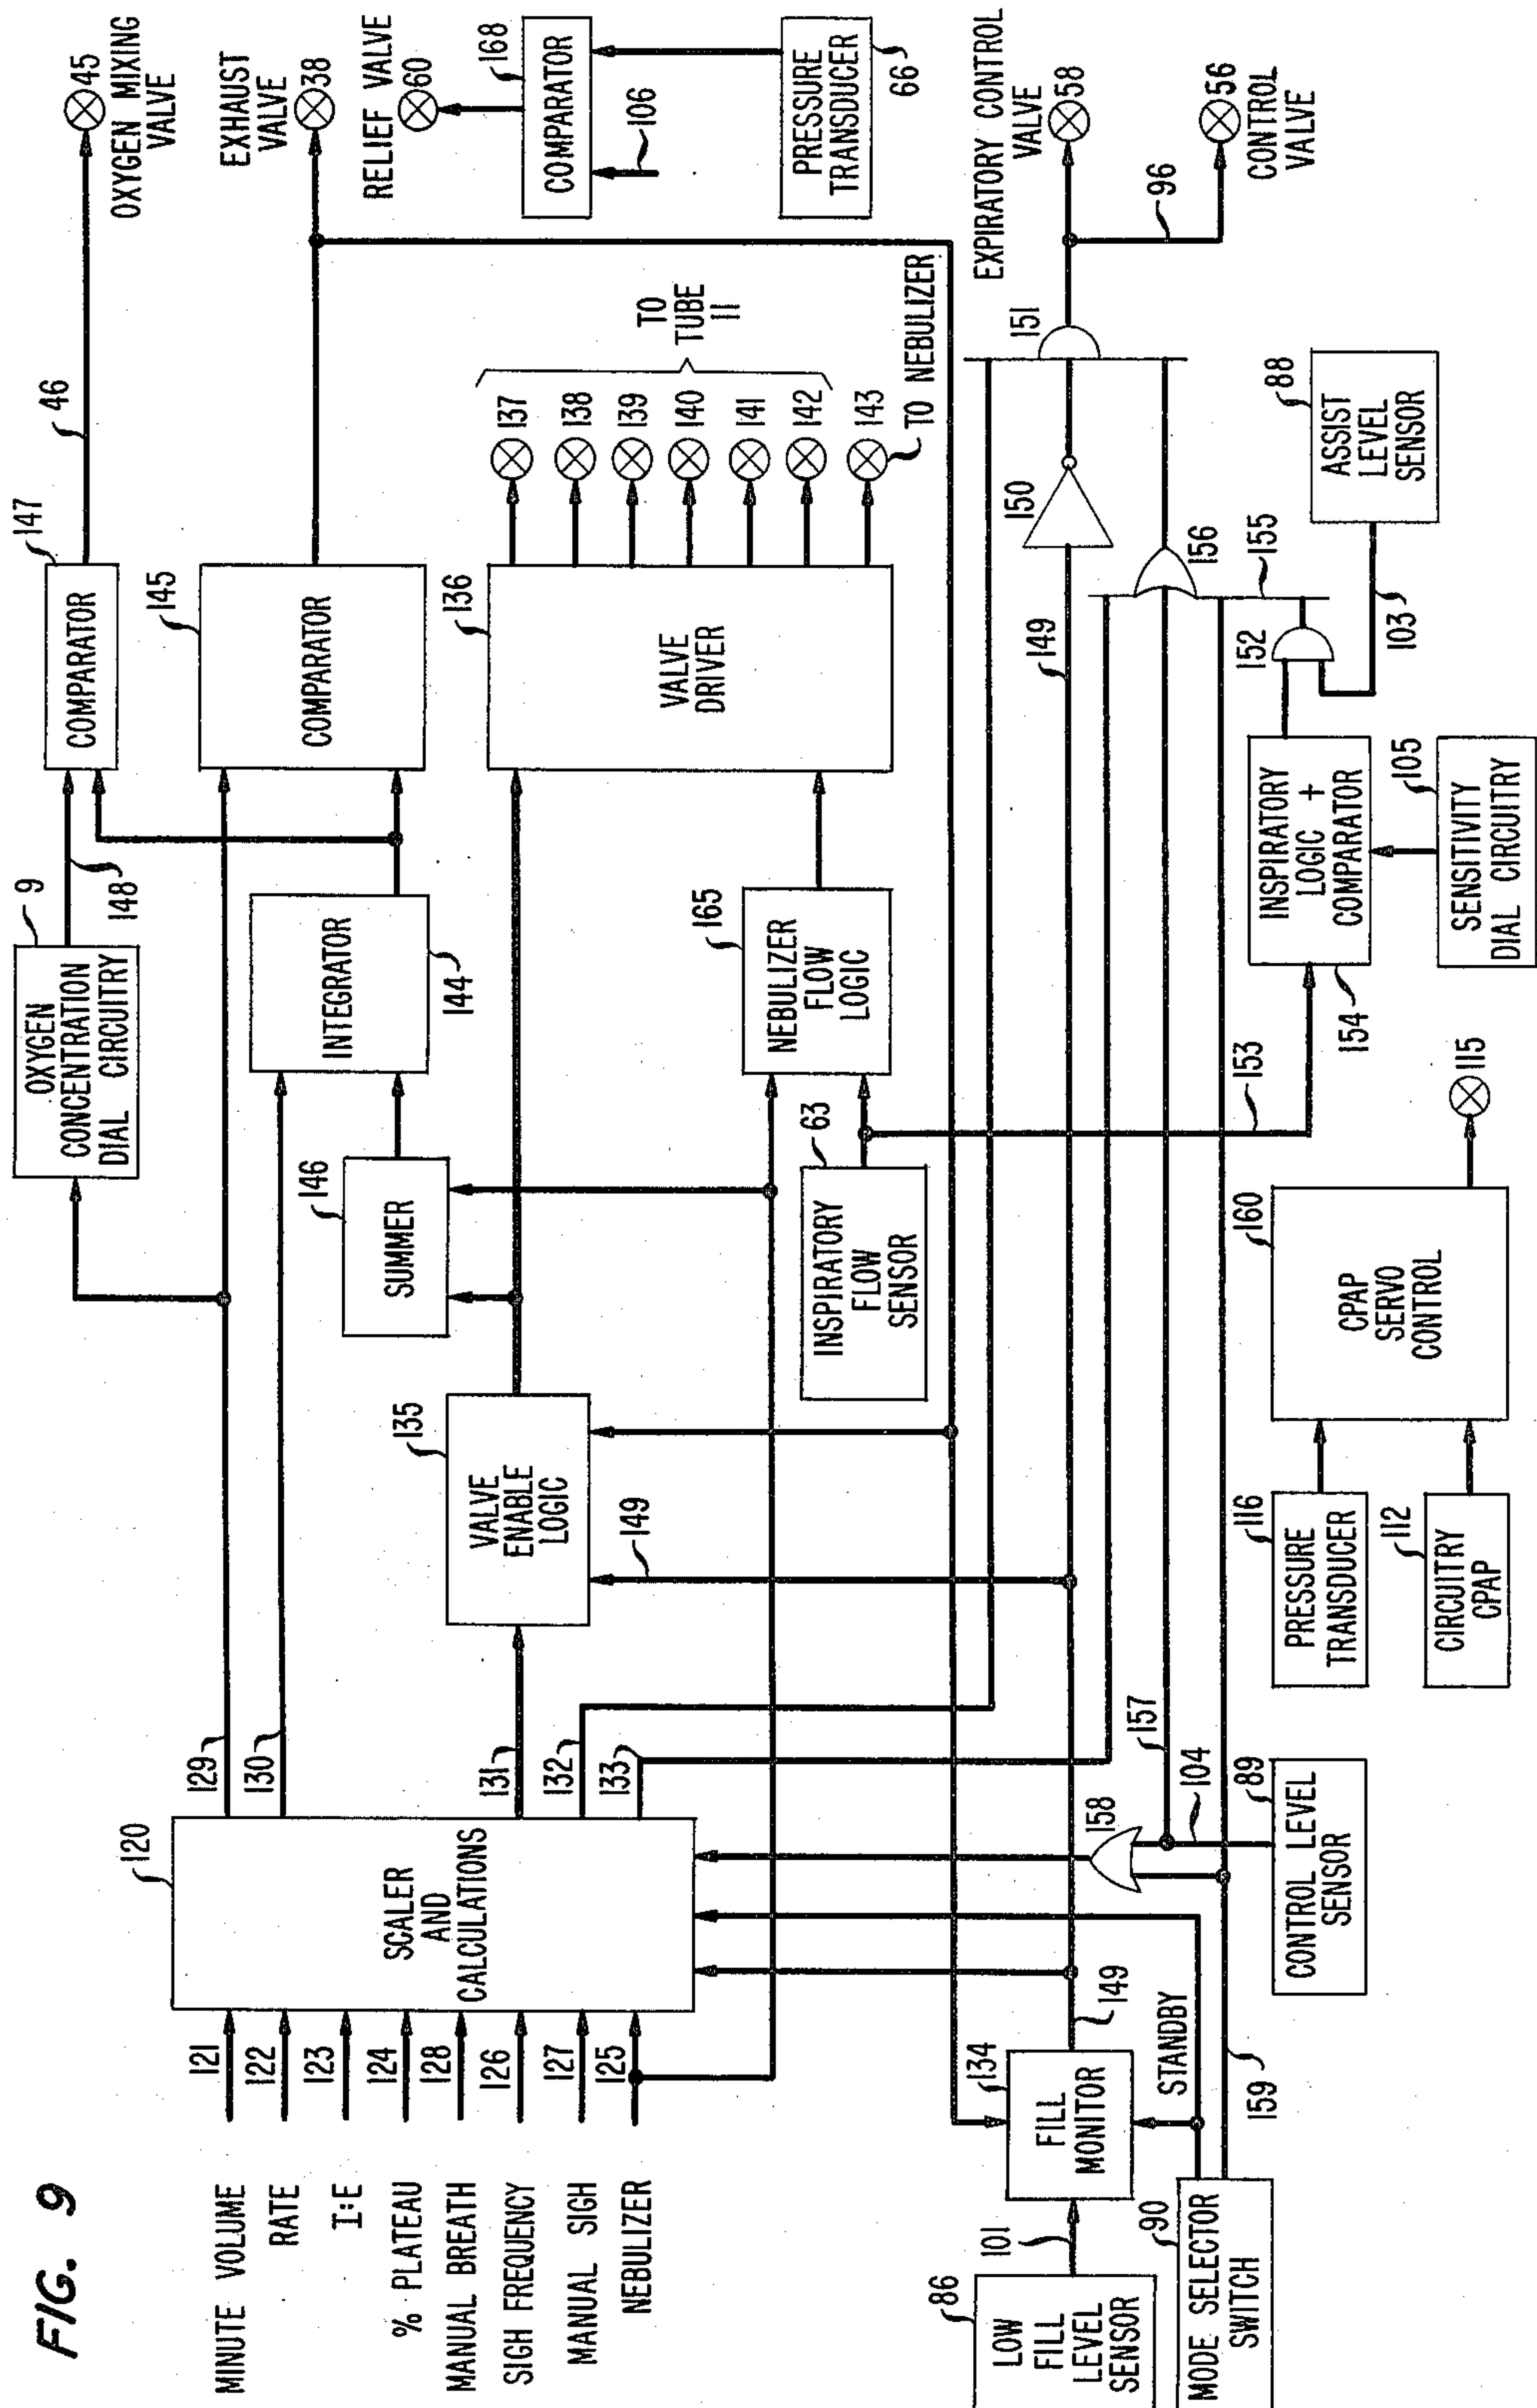 FIG. 9
MINUTE VOLUME
RATE
I:E
% PLATEAU
MANUAL BREATH
SIGH FREQUENCY
MANUAL SIGH
NEBULIZER
121
122
123
124
128
126
127
125
120
SCALER
AND
CALCULATIONS
129
130
131
132
133
OXYGEN
CONCENTRATION
DIAL CIRCUITRY
9
148
COMPARATOR
147
46
45
OXYGEN MIXING
VALVE
INTEGRATOR
144
COMPARATOR
145
EXHAUST
VALVE
38
SUMMER
146
RELIEF VALVE
60
COMPARATOR
168
106
PRESSURE
TRANSDUCER
66
VALVE
ENABLE
LOGIC
135
149
VALVE
DRIVER
136
137
138
139
140
141
142
143
TO
TUBE
11
TO NEBULIZER
NEBULIZER
FLOW
LOGIC
165
INSPIRATORY
FLOW
SENSOR
63
153
LOW
FILL
LEVEL
SENSOR
86
101
FILL
MONITOR
134
149
STANDBY
MODE SELECTOR
SWITCH
90
159
CONTROL LEVEL
SENSOR
89
104
157
158
149
150
151
EXPIRATORY CONTROL
VALVE
58
96
56
CONTROL
VALVE
156
155
152
103
ASSIST
LEVEL
SENSOR
88
INSPIRATORY
LOGIC +
COMPARATOR
154
SENSITIVITY
DIAL CIRCUITRY
105
PRESSURE
TRANSDUCER
116
CIRCUITRY
CPAP
112
CPAP
SERVO
CONTROL
160
115